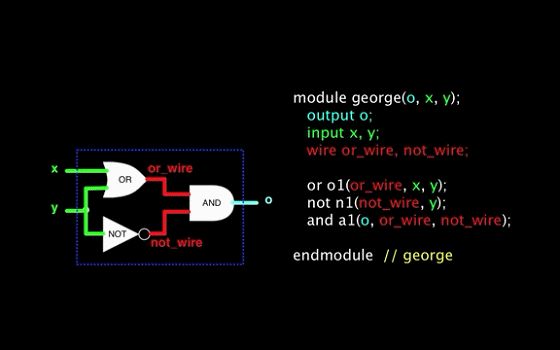 x
y
OR
NOT
or_wire
not_wire
AND
o
module george(o, x, y);
output o;
input x, y;
wire or_wire, not_wire;
or o1(or_wire, x, y);
not n1(not_wire, y);
and a1(o, or_wire, not_wire);
endmodule // george